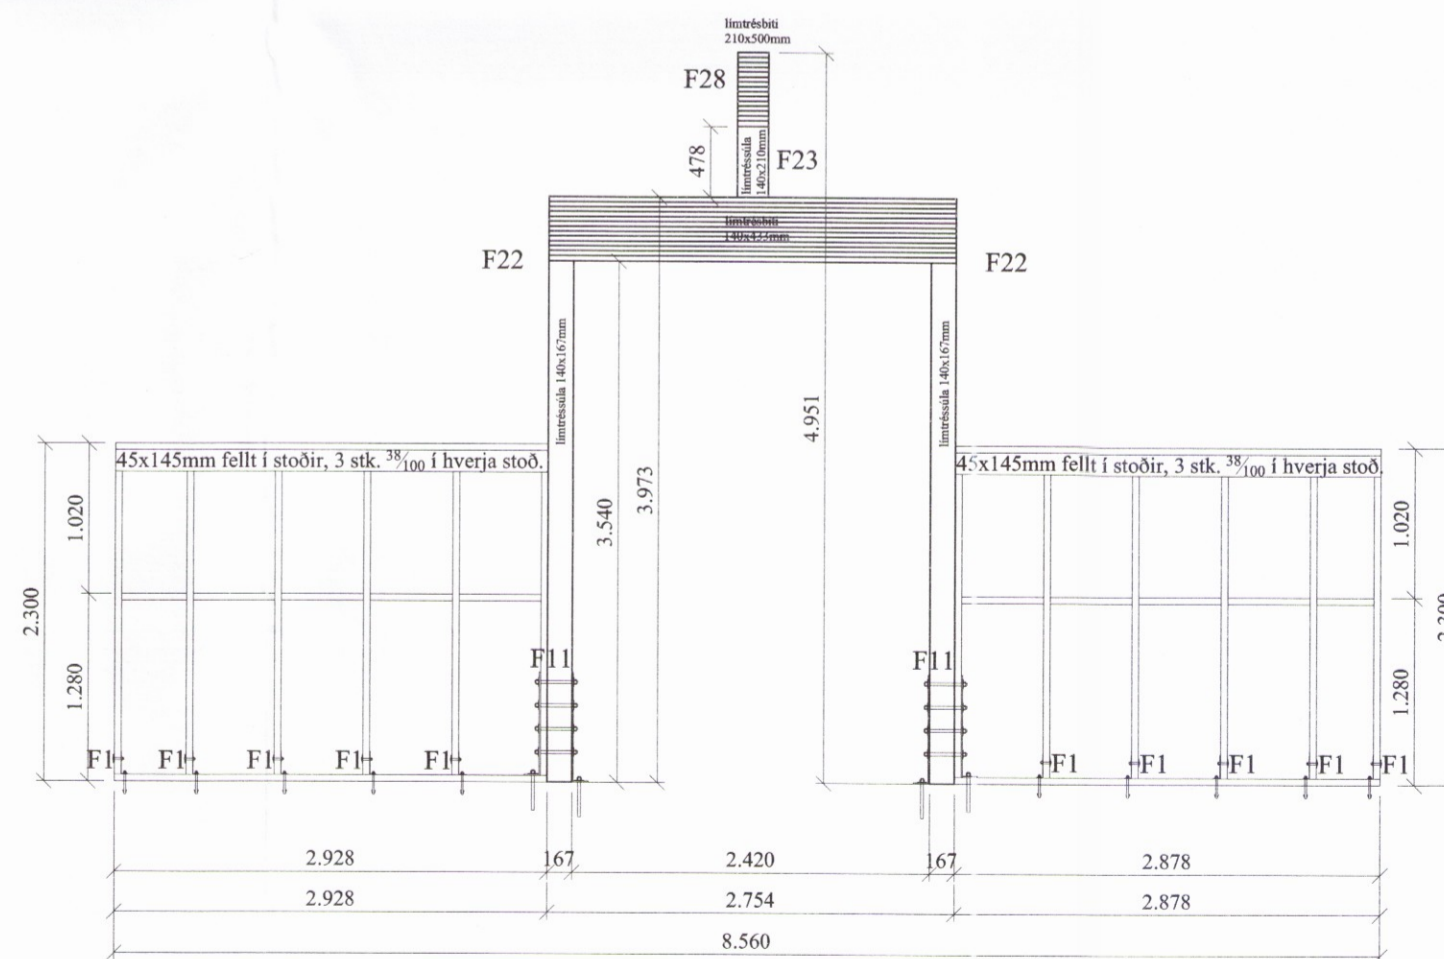 límtrésbiti
210x500mm
F28
478
límtréssúla
140x210mm
F23
límtrésbiti
140x433mm
F22
F22
límtréssúla 140x167mm
límtréssúla 140x167mm
4.951
3.973
3.540
45x145mm fellt í stoðir, 3 stk. 38/100 í hverja stoð.
45x145mm fellt í stoðir, 3 stk. 38/100 í hverja stoð.
1.020
2.300
1.280
1.020
2.300
1.280
F11
F11
F1 F1 F1 F1 F1
F1 F1 F1 F1 F1
2.928 167 2.420 167 2.878
2.928 2.754 2.878
8.560